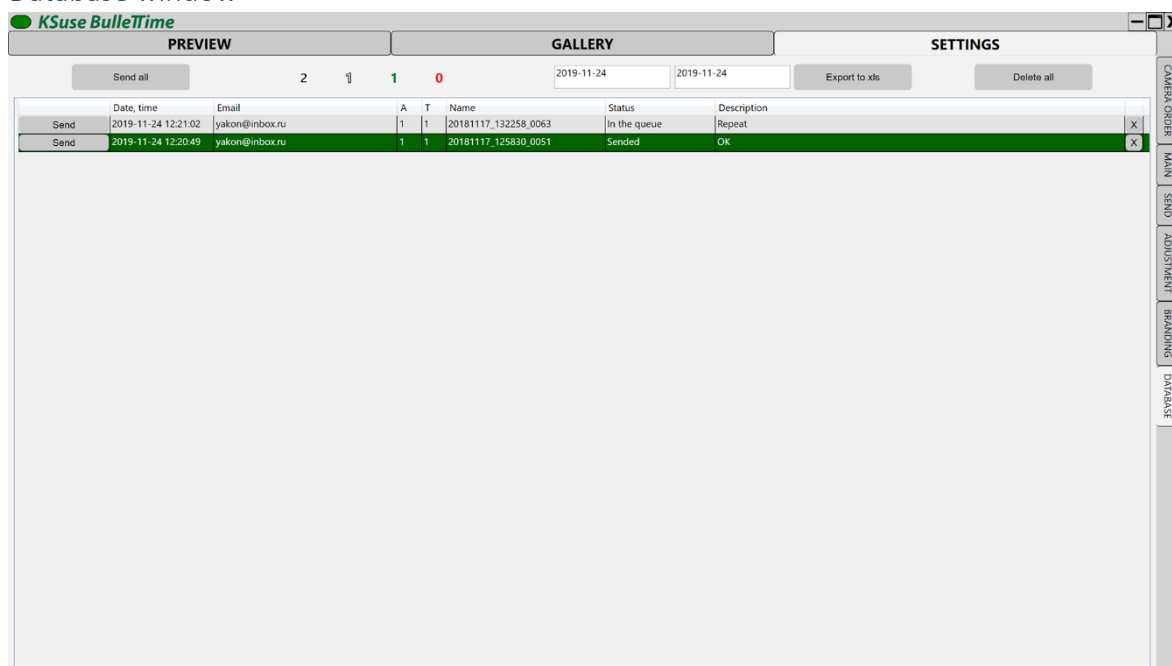 Database window
KSuse BulleTTime
PREVIEW GALLERY SETTINGS
Send all 2 1 1 0 2019-11-24 2019-11-24 Export to xls Delete all
Date, time Email A T Name Status Description
Send 2019-11-24 12:21:02 yakon@inbox.ru 1 1 20181117_132258_0063 In the queue Repeat X
Send 2019-11-24 12:20:49 yakon@inbox.ru 1 1 20181117_125830_0051 Sended OK X
CAMERA ORDER
MAIN
SEND
ADJUSTMENT
BRANDING
DATABASE